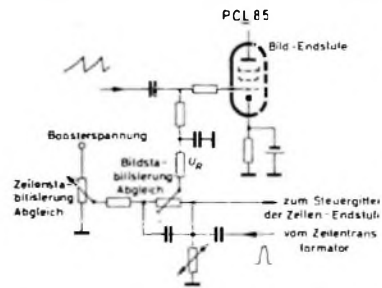 PCL 85
Bild-Endstufe
Boosterspannung
Bildsta-
bilisierung
Abgleich
U_R
Zeilensta-
bilisierung
Abgleich
zum Steuergitter
der Zeilen-Endstufe
vom Zeilentrans
formator